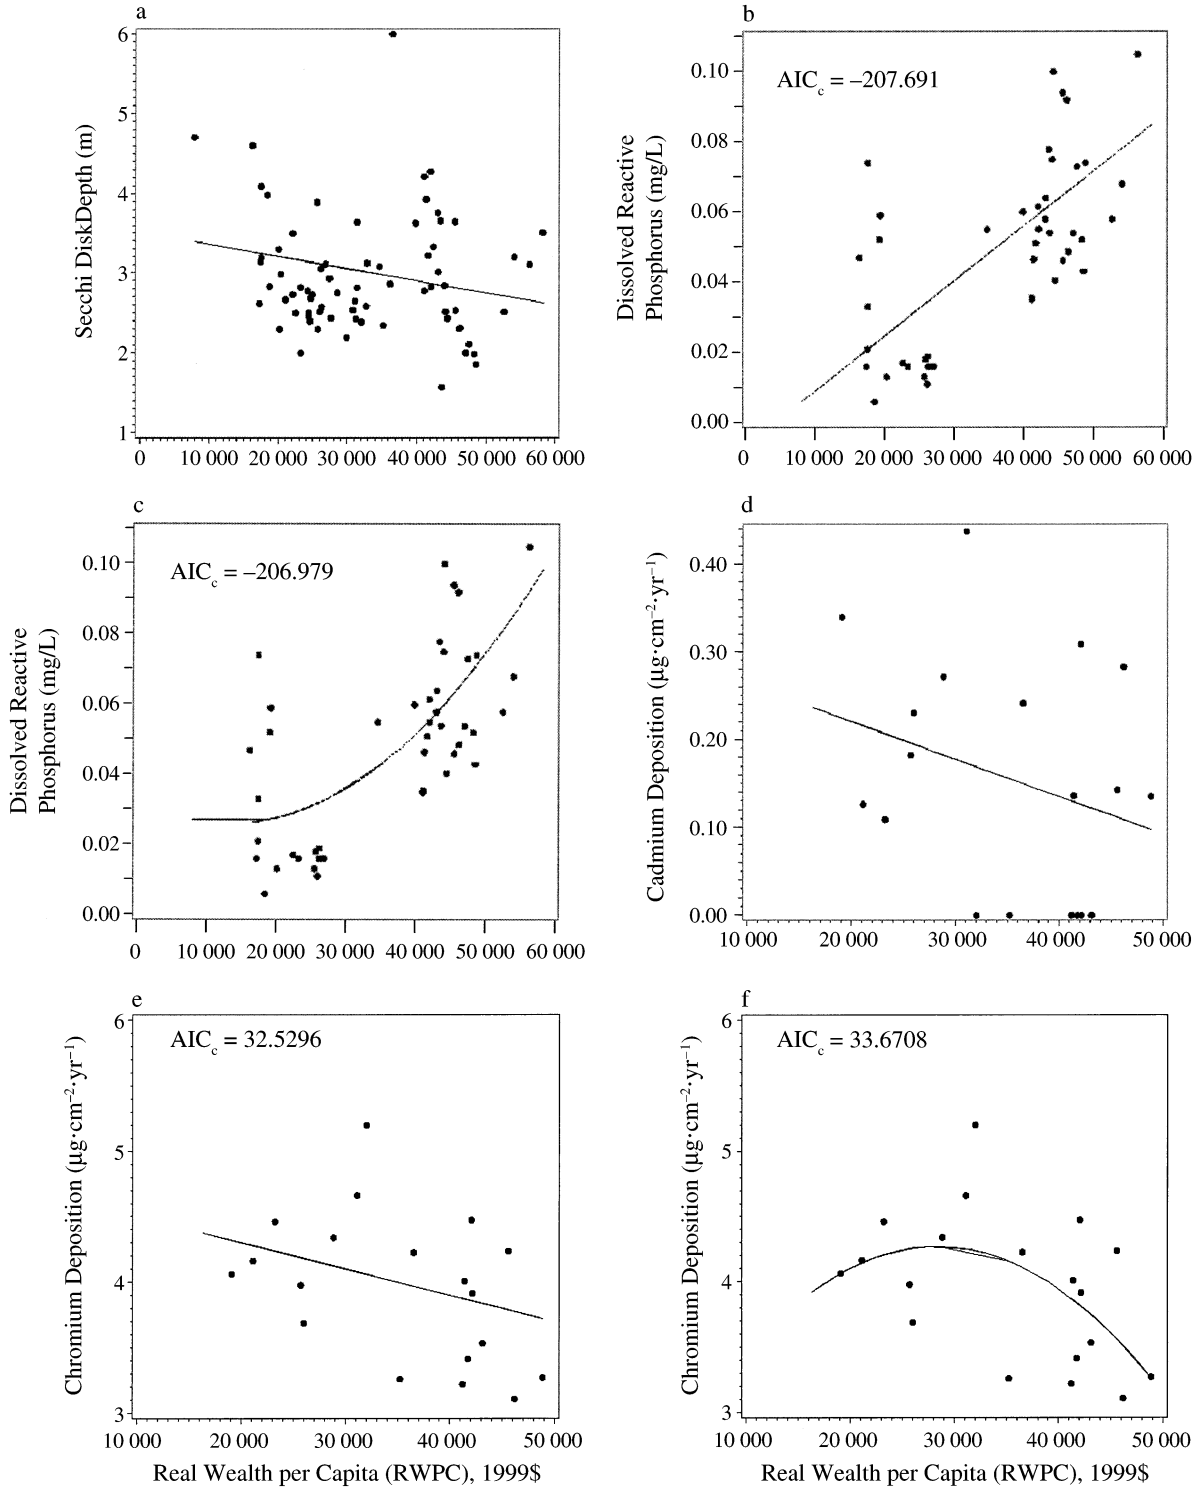 a
6
5
4
3
2
1
Secchi DiskDepth (m)
0 10 000 20 000 30 000 40 000 50 000 60 000
b
AICc = –207.691
0.10
0.08
0.06
0.04
0.02
0.00
Dissolved Reactive
Phosphorus (mg/L)
0 10 000 20 000 30 000 40 000 50 000 60 000
c
AICc = –206.979
0.10
0.08
0.06
0.04
0.02
0.00
Dissolved Reactive
Phosphorus (mg/L)
0 10 000 20 000 30 000 40 000 50 000 60 000
d
0.40
0.30
0.20
0.10
0.00
Cadmium Deposition (µg·cm⁻²·yr⁻¹)
10 000 20 000 30 000 40 000 50 000
e
AICc = 32.5296
6
5
4
3
Chromium Deposition (µg·cm⁻²·yr⁻¹)
10 000 20 000 30 000 40 000 50 000
Real Wealth per Capita (RWPC), 1999$
f
AICc = 33.6708
6
5
4
3
Chromium Deposition (µg·cm⁻²·yr⁻¹)
10 000 20 000 30 000 40 000 50 000
Real Wealth per Capita (RWPC), 1999$